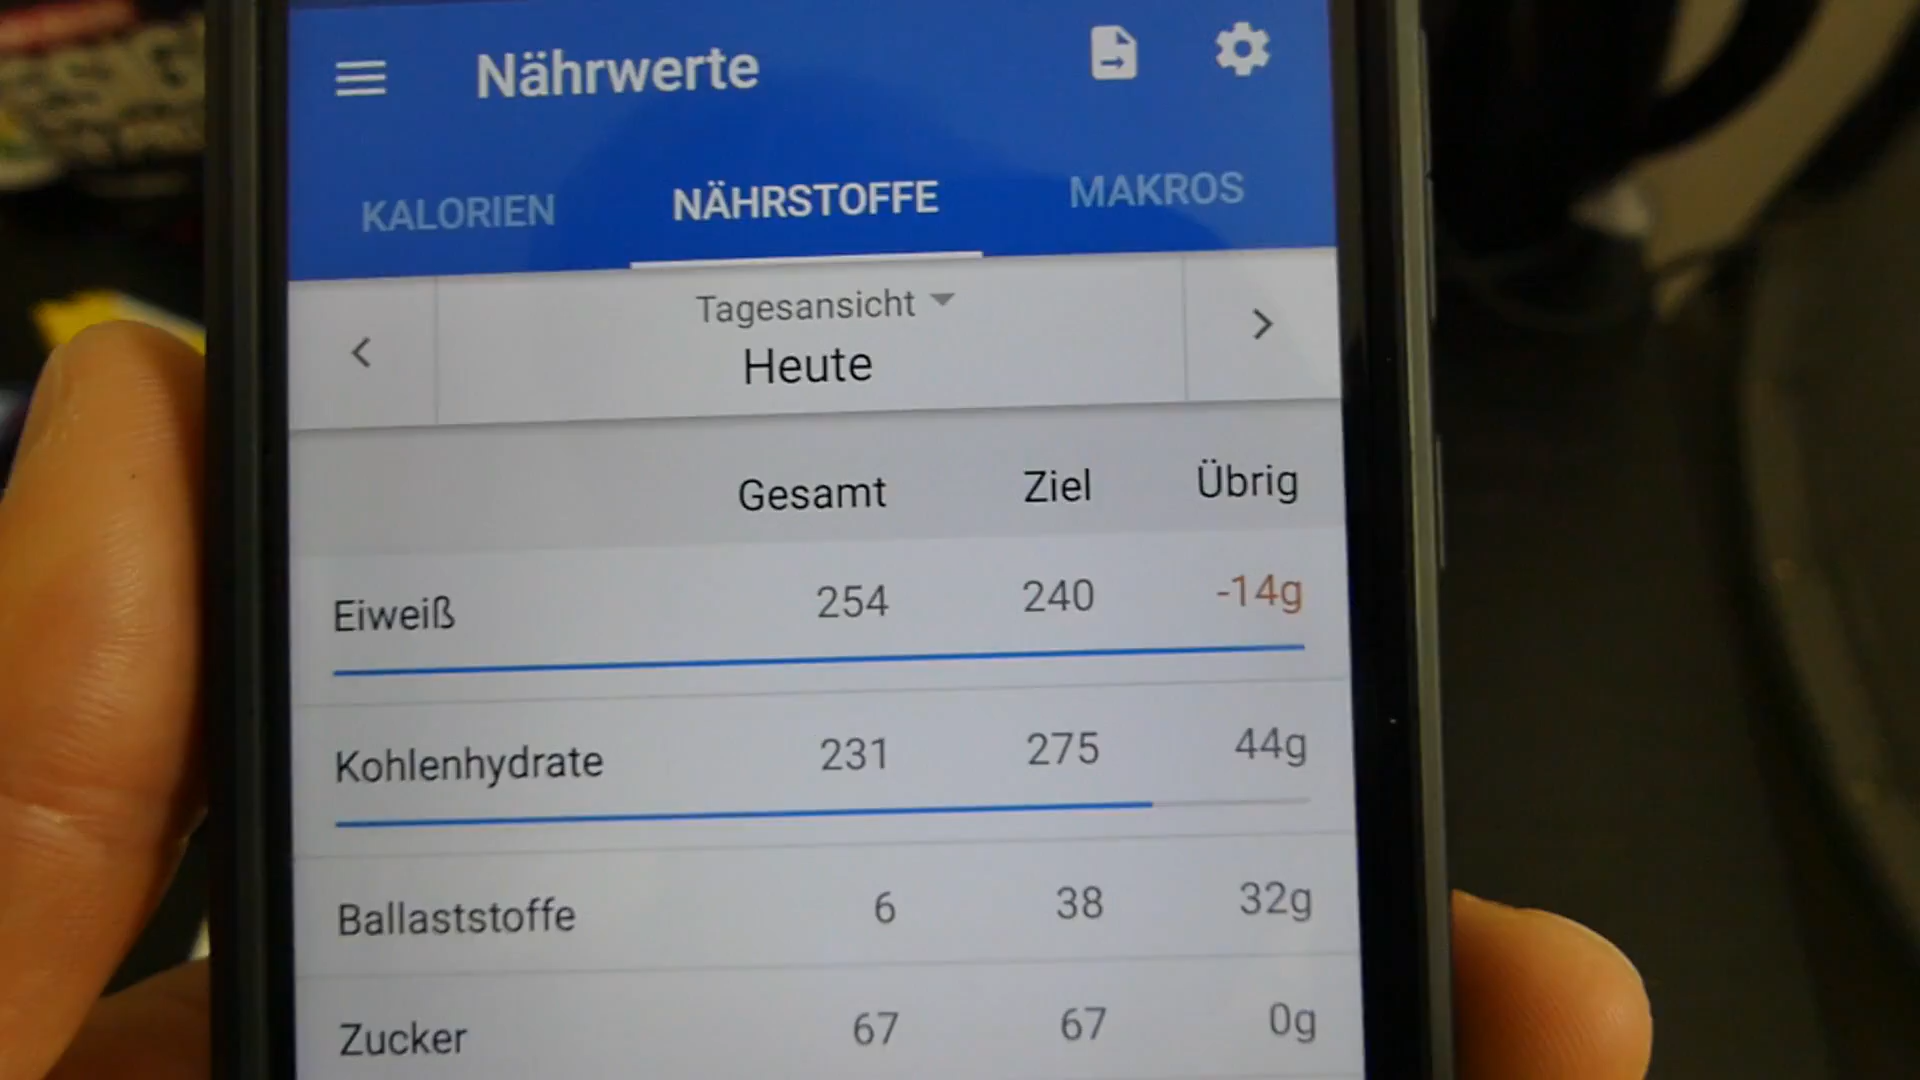 Nährwerte
KALORIEN NÄHRSTOFFE MAKROS
Tagesansicht
Heute
Gesamt Ziel Übrig
Eiweiß 254 240 -14g
Kohlenhydrate 231 275 44g
Ballaststoffe 6 38 32g
Zucker 67 67 0g